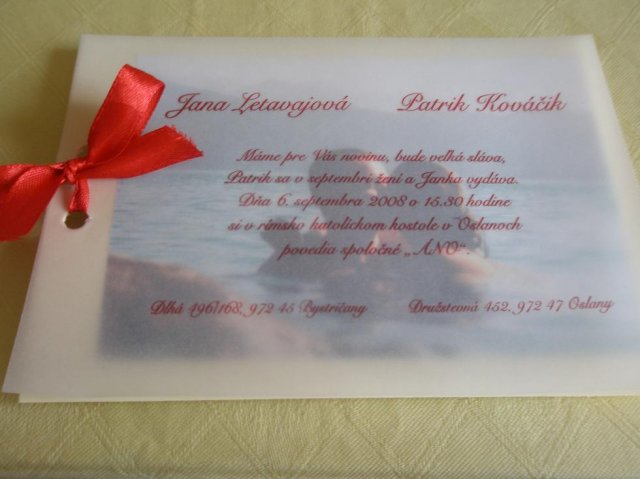 Jana Letavajová Patrik Kováčik
Máme pre Vás novinu, bude veľká sláva,
Patrik sa v septembri žení a Janka vydáva.
Dňa 6. septembra 2008 o 15.30 hodine
si v rímsko katolíckom kostole v Oslanoch
povedia spoločné „ÁNO“.
Dlhá 496/168, 972 45 Bystričany Družstevná 452, 972 47 Oslany